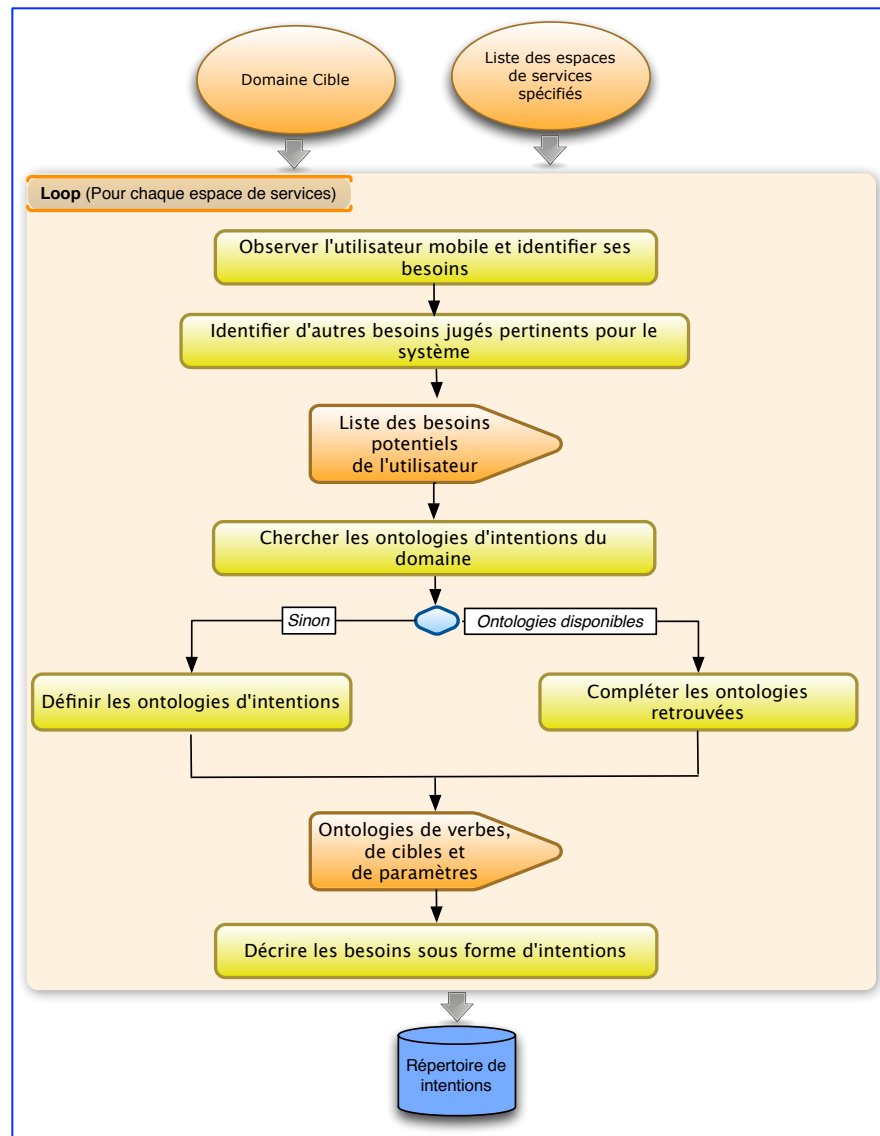 Domaine Cible
Liste des espaces
de services
spécifiés
Loop (Pour chaque espace de services)
Observer l'utilisateur mobile et identifier ses
besoins
Identifier d'autres besoins jugés pertinents pour le
système
Liste des besoins
potentiels
de l'utilisateur
Chercher les ontologies d'intentions du
domaine
Sinon
Ontologies disponibles
Définir les ontologies d'intentions
Compléter les ontologies
retrouvées
Ontologies de verbes,
de cibles et
de paramètres
Décrire les besoins sous forme d'intentions
Répertoire de
intentions